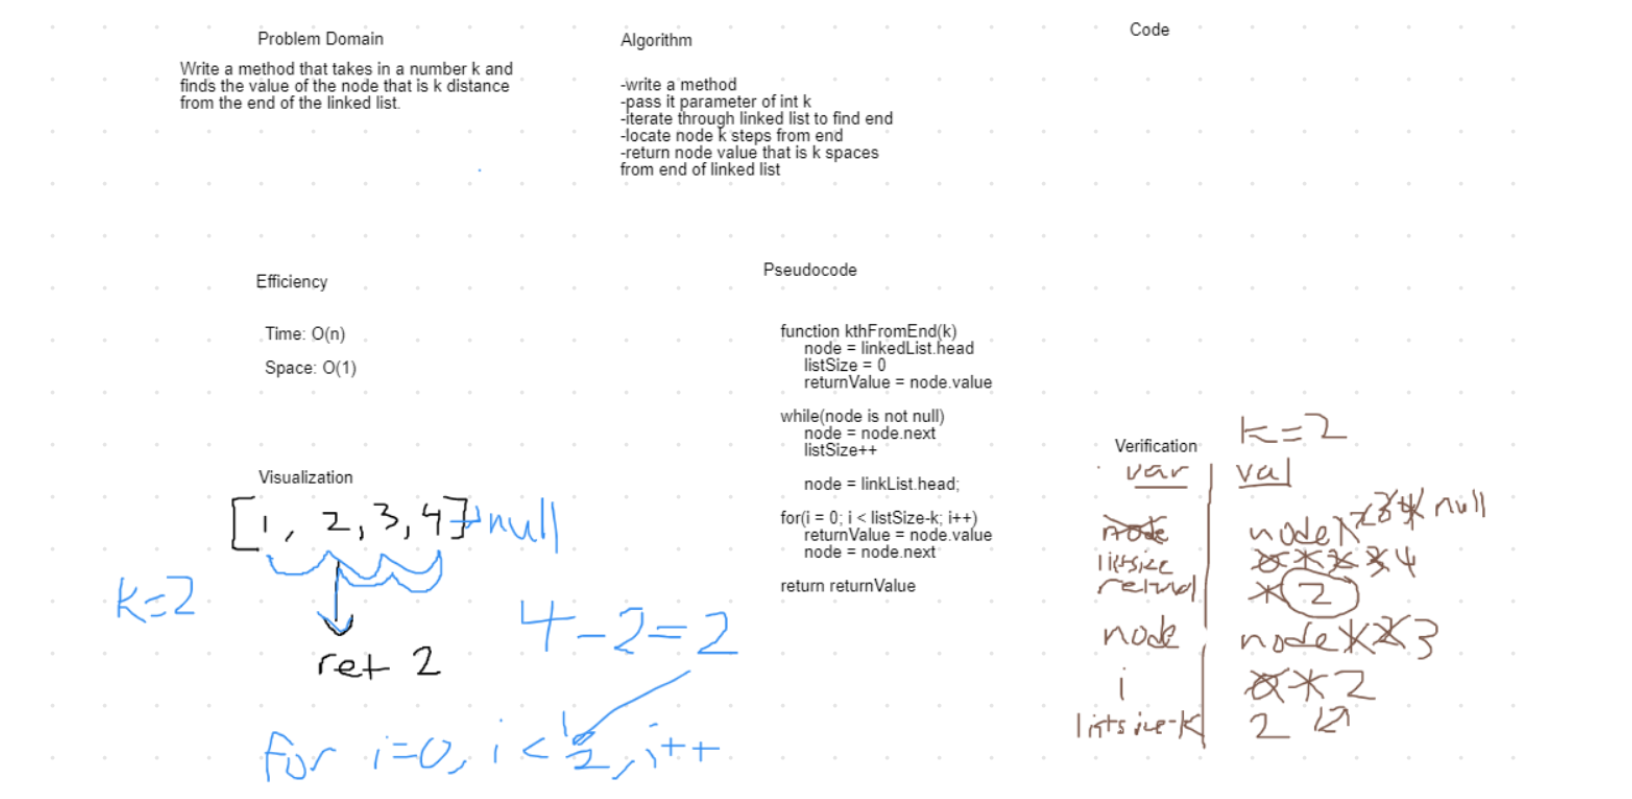 Problem Domain
Write a method that takes in a number k and
finds the value of the node that is k distance
from the end of the linked list.
Algorithm
-write a method
-pass it parameter of int k
-iterate through linked list to find end
-locate node k steps from end
-return node value that is k spaces
from end of linked list
Code
Efficiency
Time: O(n)
Space: O(1)
Pseudocode
function kthFromEnd(k)
node = linkedList.head
listSize = 0
returnValue = node.value
while(node is not null)
node = node.next
listSize++
node = linkList.head;
for(i = 0; i < listSize-k; i++)
returnValue = node.value
node = node.next
return returnValue
Visualization
[1, 2,3,4]→null
k=2
ret 2
4-2=2
for i=0, i < 2, i++
Verification
k=2
var val
node node 1 2 3 4 null
listsize 0 1 2 3 4
2
node node 1 2 3
i 0 1 2
listsize-k 2